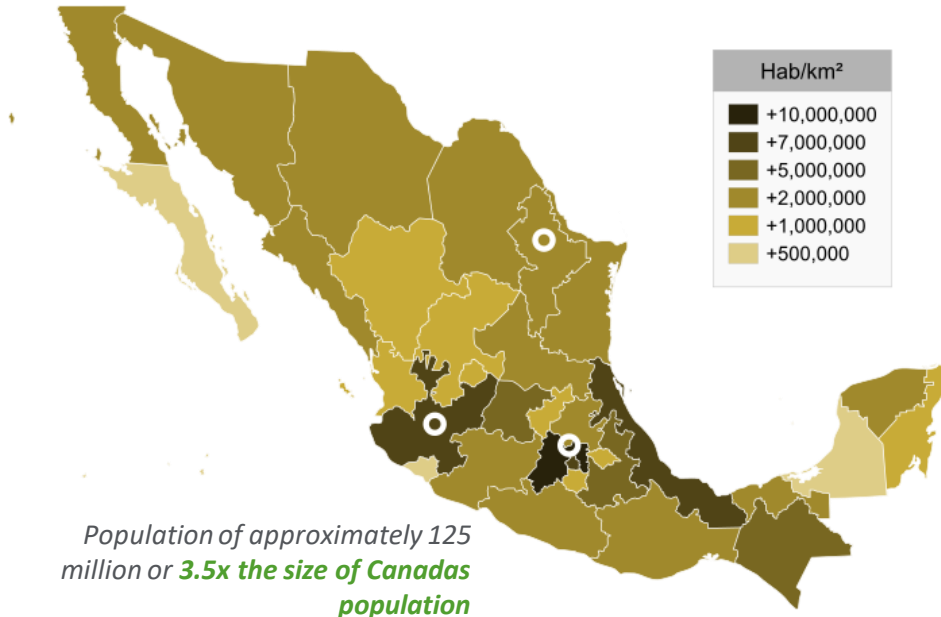 Hab/km²
+10,000,000
+7,000,000
+5,000,000
+2,000,000
+1,000,000
+500,000
Population of approximately 125
million or 3.5x the size of Canadas
population